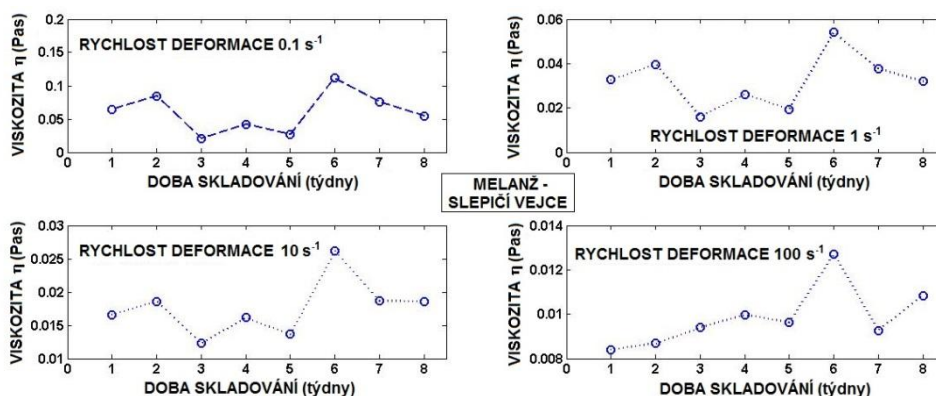 0.2
0.15
0.1
0.05
0
VISKOZITA η (Pas)
RYCHLOST DEFORMACE 0.1 s⁻¹
0 1 2 3 4 5 6 7 8
DOBA SKLADOVÁNÍ (týdny)
0.06
0.04
0.02
0
VISKOZITA η (Pas)
RYCHLOST DEFORMACE 1 s⁻¹
0 1 2 3 4 5 6 7 8
DOBA SKLADOVÁNÍ (týdny)
MELANŽ -
SLEPIČÍ VEJCE
0.03
0.025
0.02
0.015
0.01
VISKOZITA η (Pas)
RYCHLOST DEFORMACE 10 s⁻¹
0 1 2 3 4 5 6 7 8
DOBA SKLADOVÁNÍ (týdny)
0.014
0.012
0.01
0.008
VISKOZITA η (Pas)
RYCHLOST DEFORMACE 100 s⁻¹
0 1 2 3 4 5 6 7 8
DOBA SKLADOVÁNÍ (týdny)